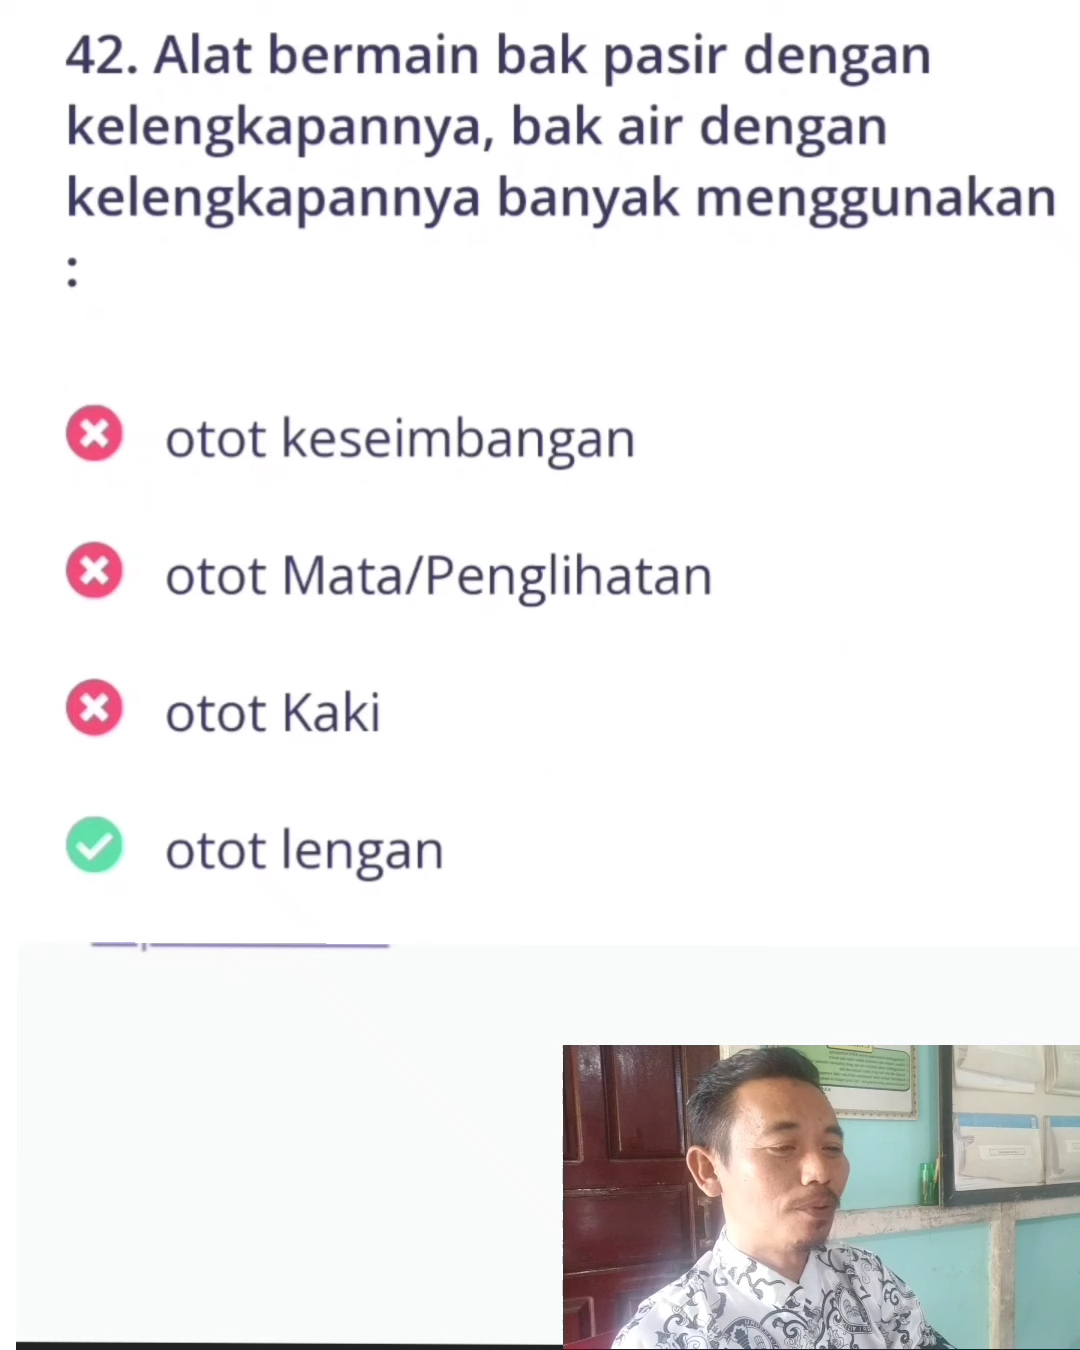 42. Alat bermain bak pasir dengan
kelengkapannya, bak air dengan
kelengkapannya banyak menggunakan
:
otot keseimbangan
otot Mata/Penglihatan
otot Kaki
otot lengan